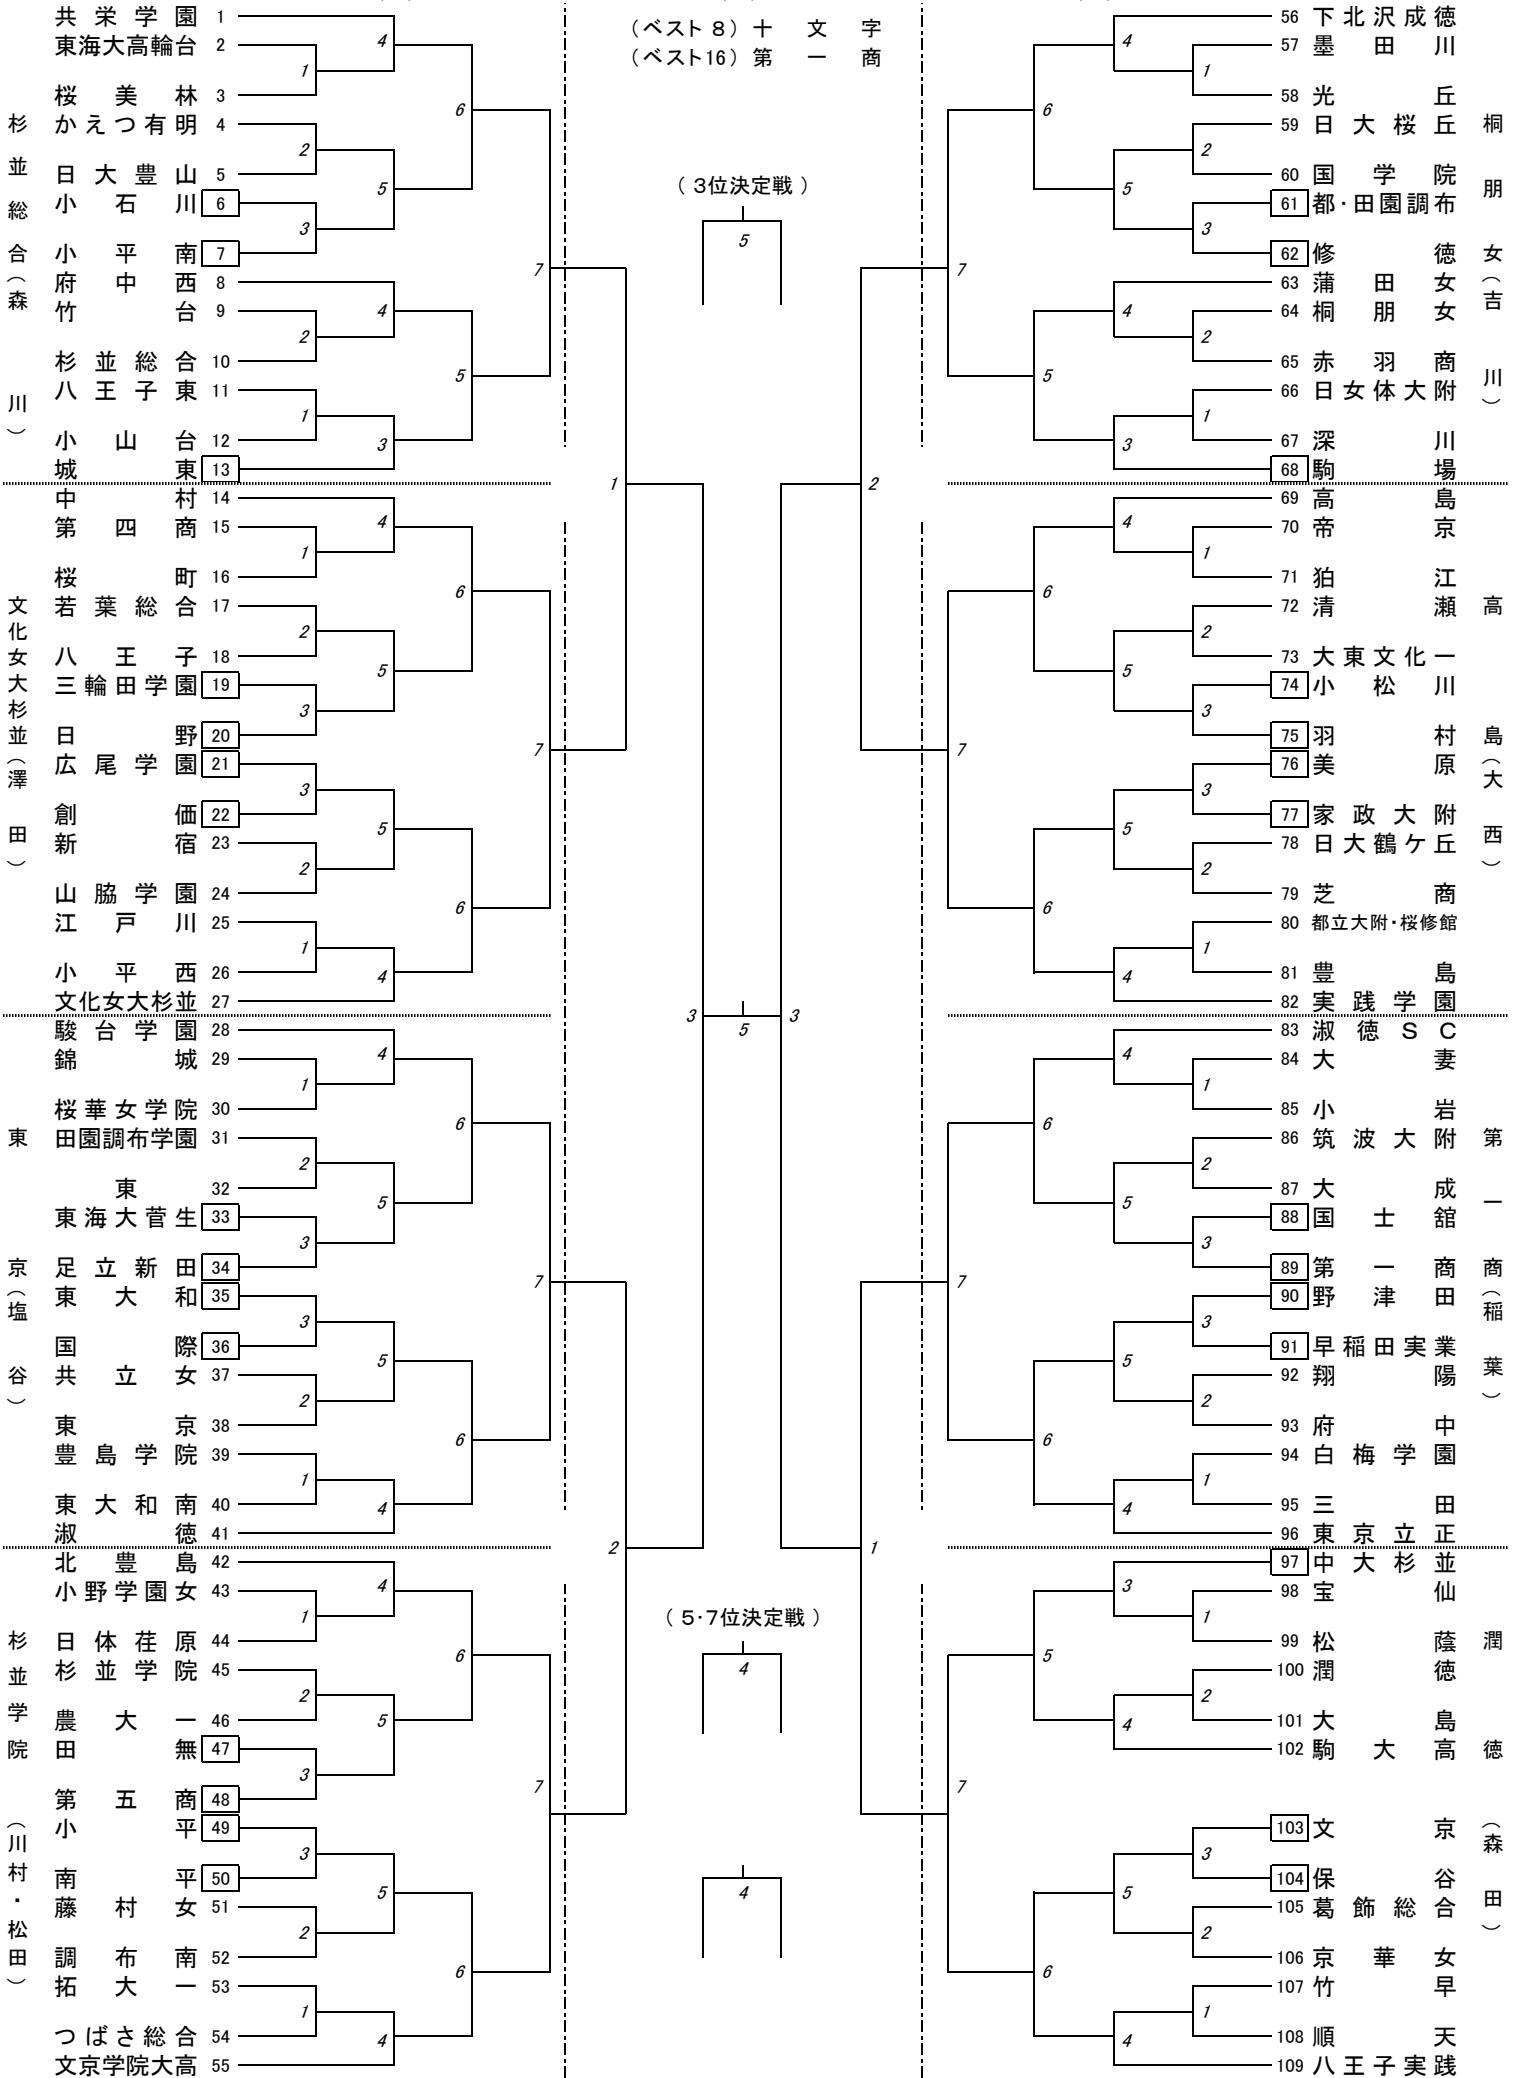 (ベスト 8) 十文字
(ベスト16) 第一商
(3位決定戦)
5
(5・7位決定戦)
4
4
杉並総合(森川)
共栄学園 1
東海大高輪台 2
桜美林 3
かえつ有明 4
日大豊山 5
小石川 6
小平南 7
府中西 8
竹台 9
杉並総合 10
八王子東 11
小山台 12
城東 13
文化女大杉並(澤田)
中村 14
第四商 15
桜町 16
若葉総合 17
八王子 18
三輪田学園 19
日野 20
広尾学園 21
創価 22
新宿 23
山脇学園 24
江戸川 25
小平西 26
文化女大杉並 27
東京(塩谷)
駿台学園 28
錦城 29
桜華女学院 30
田園調布学園 31
東 32
東海大菅生 33
足立新田 34
東大和 35
国際 36
共立女 37
東京 38
豊島学院 39
東大和南 40
淑徳 41
杉並学院(川村・松田)
北豊島 42
小野学園女 43
日体荏原 44
杉並学院 45
農大一 46
田無 47
第五商 48
小平 49
南平 50
藤村女 51
調布南 52
拓大一 53
つばさ総合 54
文京学院大高 55
桐朋女(吉川)
56 下北沢成徳
57 墨田川
58 光丘
59 日大桜丘
60 国学院
61 都・田園調布
62 修徳
63 蒲田女
64 桐朋女
65 赤羽商
66 日女体大附
67 深川
68 駒場
高島(大西)
69 高島
70 帝京
71 狛江
72 清瀬
73 大東文化一
74 小松川
75 羽村
76 美原
77 家政大附
78 日大鶴ケ丘
79 芝商
80 都立大附・桜修館
81 豊島
82 実践学園
第一商(稲葉)
83 淑徳SC
84 大妻
85 小岩
86 筑波大附
87 大成
88 国士舘
89 第一商
90 野津田
91 早稲田実業
92 翔陽
93 府中
94 白梅学園
95 三田
96 東京立正
潤徳(森田)
97 中大杉並
98 宝仙
99 松蔭
100 潤徳
101 大島
102 駒大高
103 文京
104 保谷
105 葛飾総合
106 京華女
107 竹早
108 順天
109 八王子実践